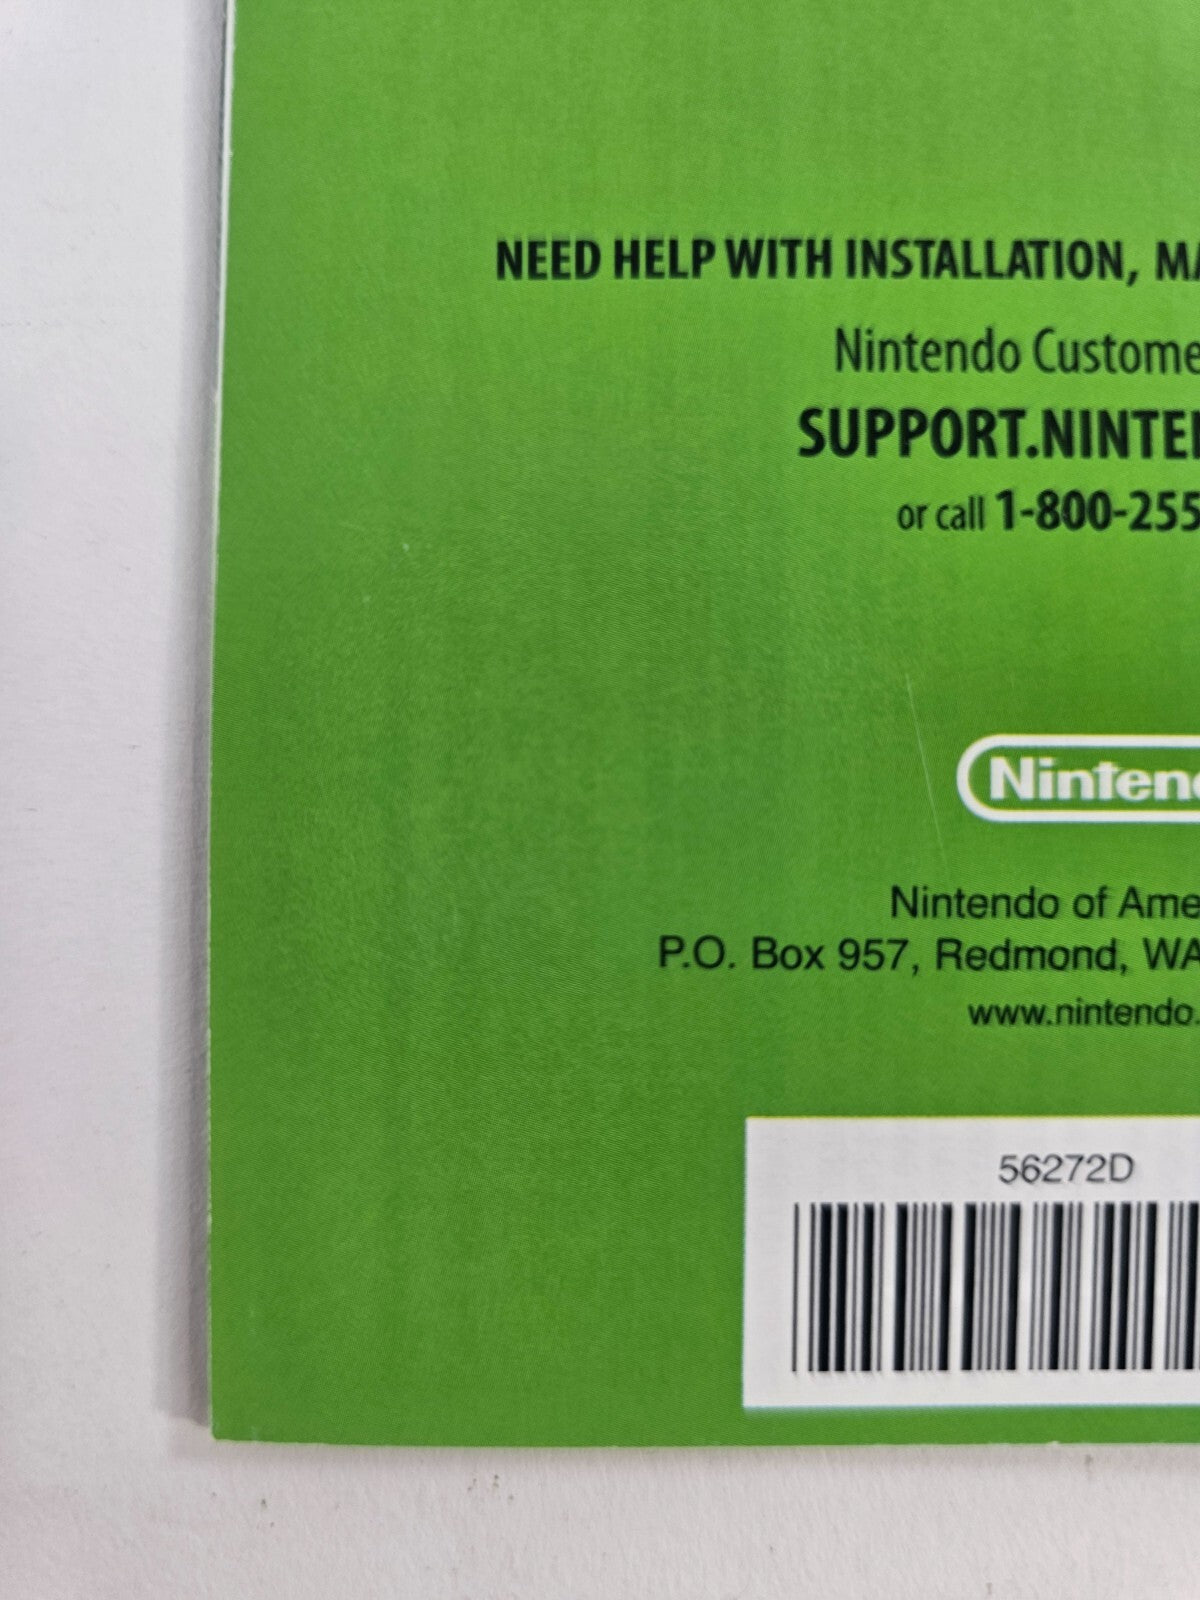 NEED HELP WITH INSTALLATION, MA
Nintendo Custome
SUPPORT.NINTE
or call 1-800-255
Nintend
Nintendo of Ame
P.O. Box 957, Redmond, WA
www.nintendo.
56272D